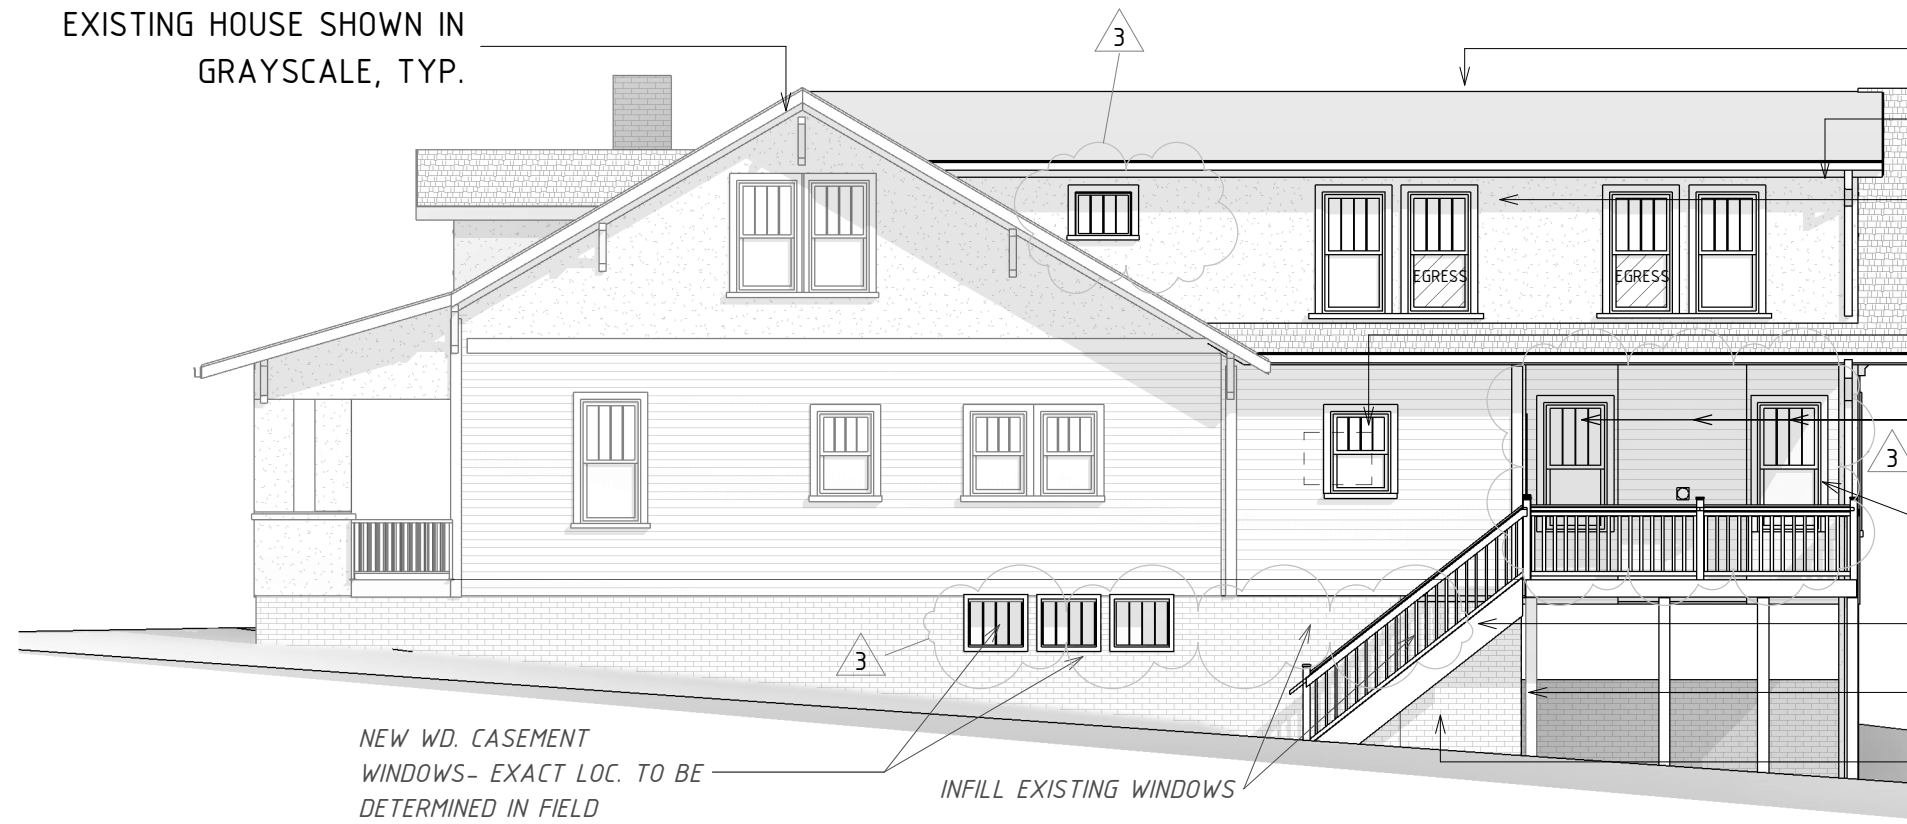 EXISTING HOUSE SHOWN IN
GRAYSCALE, TYP.
3
EGRESS
EGRESS
3
3
NEW WD. CASEMENT
WINDOWS- EXACT LOC. TO BE
DETERMINED IN FIELD
INFILL EXISTING WINDOWS